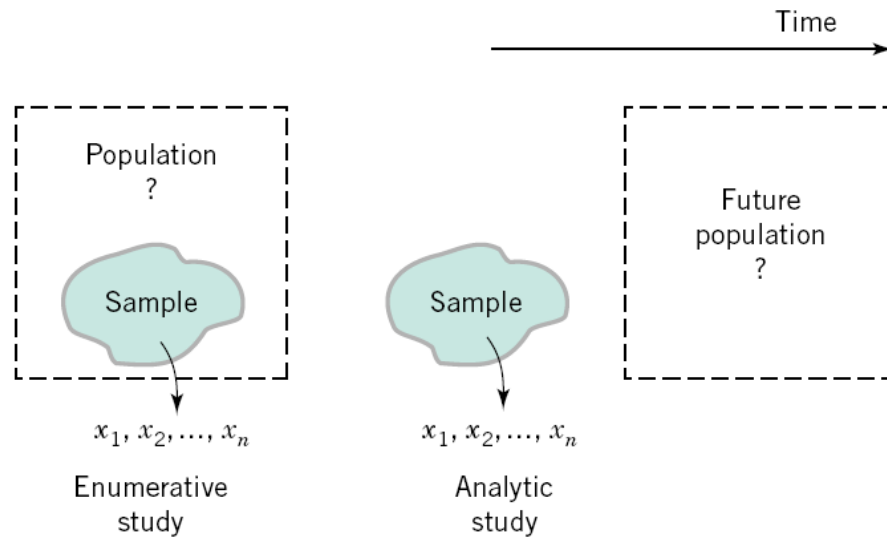 Time
Population
?
Future
population
?
Sample
Sample
x₁, x₂,..., xₙ
x₁, x₂,..., xₙ
Enumerative
study
Analytic
study